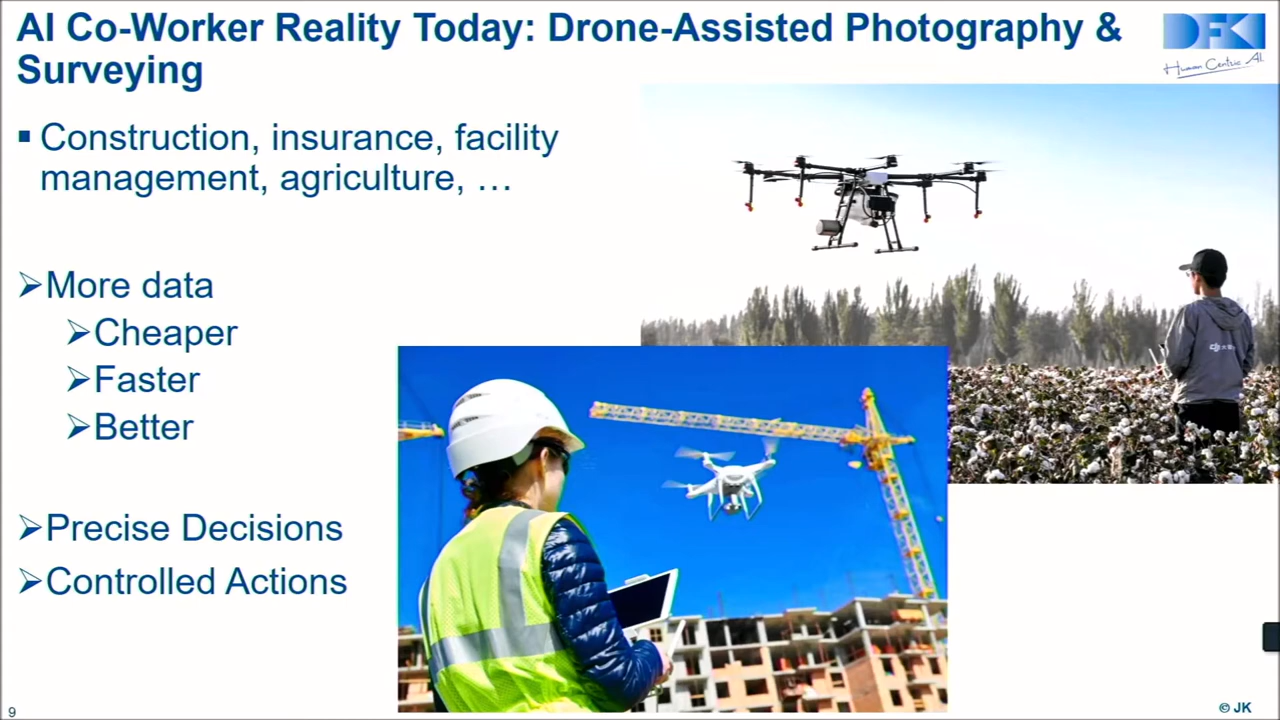 AI Co-Worker Reality Today: Drone-Assisted Photography &
Surveying
DFKI
Human Centric AI
▪ Construction, insurance, facility
management, agriculture, …
➢More data
➢Cheaper
➢Faster
➢Better
➢Precise Decisions
➢Controlled Actions
9
© JK